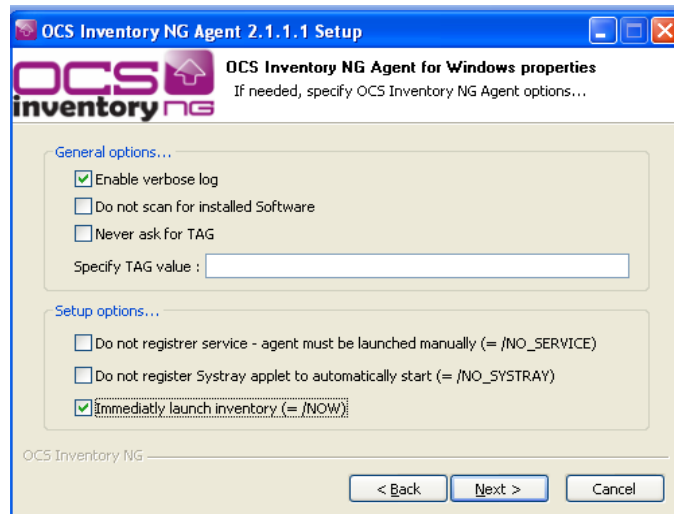 OCS Inventory NG Agent 2.1.1.1 Setup
OCS
inventory NG
OCS Inventory NG Agent for Windows properties
If needed, specify OCS Inventory NG Agent options...
General options...
Enable verbose log
Do not scan for installed Software
Never ask for TAG
Specify TAG value :
Setup options...
Do not registrer service - agent must be launched manually (= /NO_SERVICE)
Do not register Systray applet to automatically start (= /NO_SYSTRAY)
Immediatly launch inventory (= /NOW)
OCS Inventory NG
< Back Next > Cancel